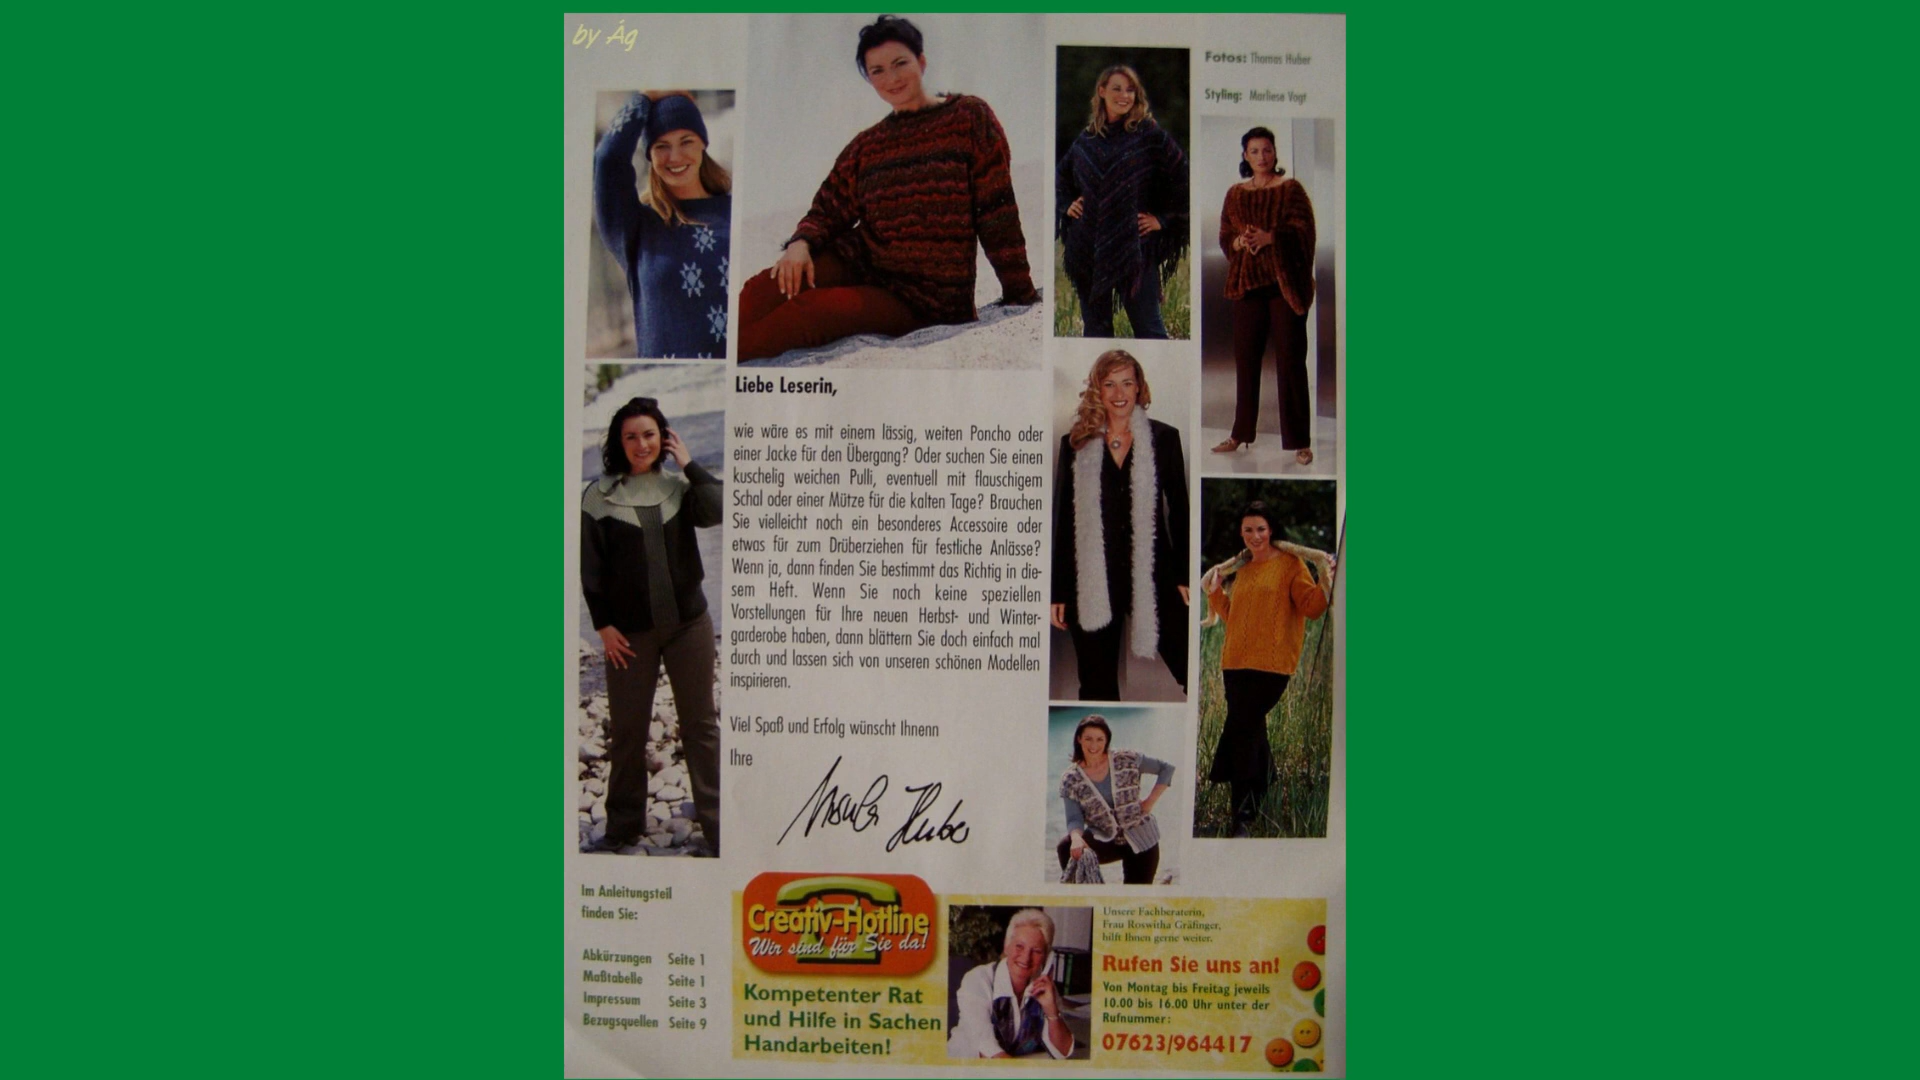 by Ág
Fotos: Thomas Huber
Styling: Marliese Vogt
Liebe Leserin,
wie wäre es mit einem lässig, weiten Poncho oder
einer Jacke für den Übergang? Oder suchen Sie einen
kuschelig weichen Pulli, eventuell mit flauschigem
Schal oder einer Mütze für die kalten Tage? Brauchen
Sie vielleicht noch ein besonderes Accessoire oder
etwas für zum Drüberziehen für festliche Anlässe?
Wenn ja, dann finden Sie bestimmt das Richtig in die-
sem Heft. Wenn Sie noch keine speziellen
Vorstellungen für Ihre neuen Herbst- und Winter-
garderobe haben, dann blättern Sie doch einfach mal
durch und lassen sich von unseren schönen Modellen
inspirieren.
Viel Spaß und Erfolg wünscht Ihnenn
Ihre
Ursula Huber
Im Anleitungsteil
finden Sie:
Abkürzungen Seite 1
Maßtabelle Seite 1
Impressum Seite 3
Bezugsquellen Seite 9
Creativ-Hotline
Wir sind für Sie da!
Kompetenter Rat
und Hilfe in Sachen
Handarbeiten!
Unsere Fachberaterin,
Frau Roswitha Gräfinger,
hilft Ihnen gerne weiter.
Rufen Sie uns an!
Von Montag bis Freitag jeweils
10.00 bis 16.00 Uhr unter der
Rufnummer:
07623/964417